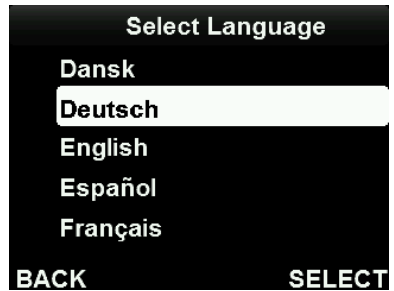 Select Language
Dansk
Deutsch
English
Español
Français
BACK SELECT